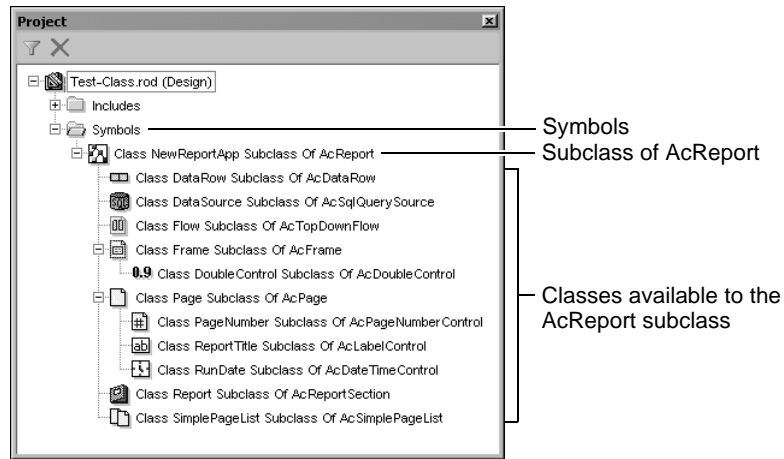 Project
Test-Class.rod (Design)
Includes
Symbols
Class NewReportApp Subclass Of AcReport
Class DataRow Subclass Of AcDataRow
Class DataSource Subclass Of AcSqlQuerySource
Class Flow Subclass Of AcTopDownFlow
Class Frame Subclass Of AcFrame
0.9 Class DoubleControl Subclass Of AcDoubleControl
Class Page Subclass Of AcPage
# Class PageNumber Subclass Of AcPageNumberControl
ab Class ReportTitle Subclass Of AcLabelControl
Class RunDate Subclass Of AcDateTimeControl
Class Report Subclass Of AcReportSection
Class SimplePageList Subclass Of AcSimplePageList
Symbols
Subclass of AcReport
Classes available to the
AcReport subclass